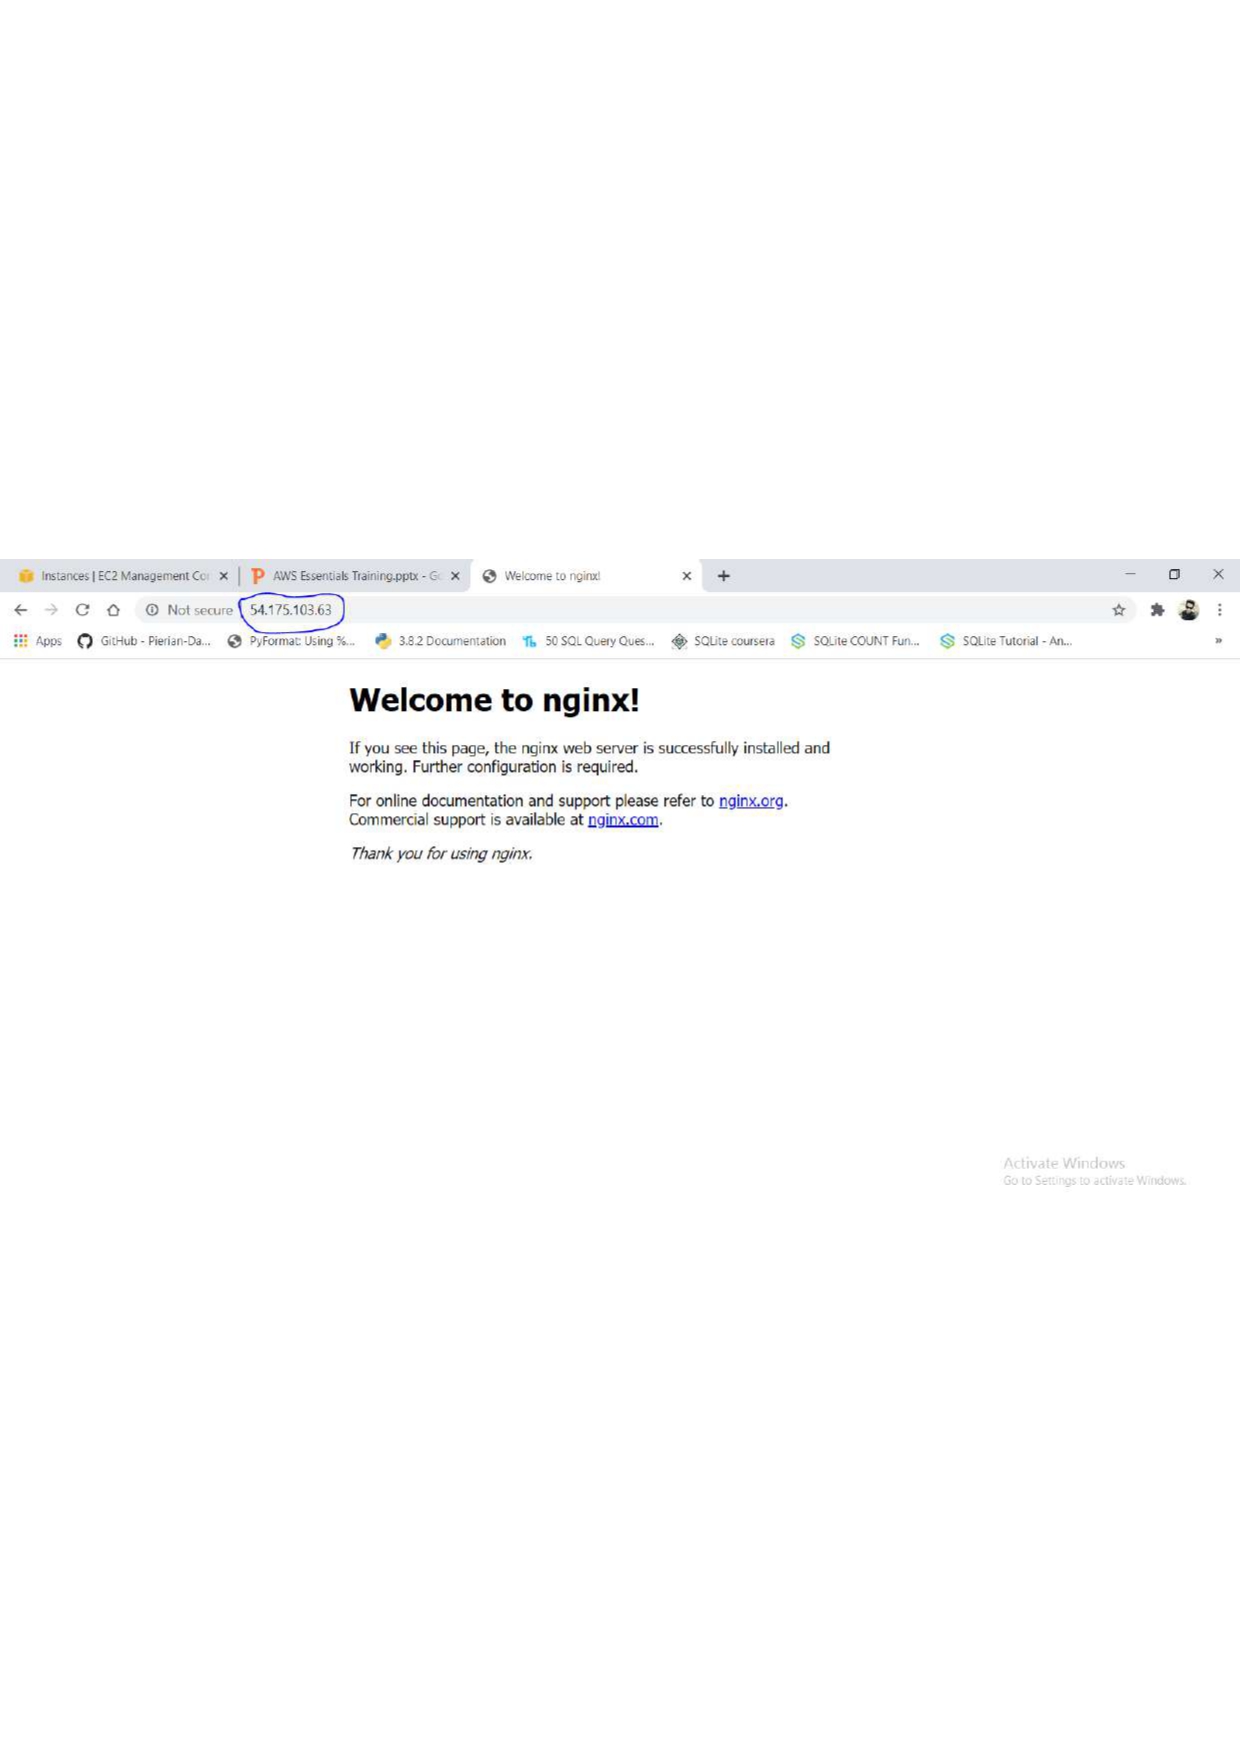 Instances | EC2 Management Cor
AWS Essentials Training.pptx - Go
Welcome to nginx!
Not secure 54.175.103.63
Apps GitHub - Pierian-Da... PyFormat: Using %... 3.8.2 Documentation 50 SQL Query Ques... SQLite coursera SQLite COUNT Fun... SQLite Tutorial - An... »
Welcome to nginx!
If you see this page, the nginx web server is successfully installed and
working. Further configuration is required.
For online documentation and support please refer to nginx.org.
Commercial support is available at nginx.com.
Thank you for using nginx.
Activate Windows
Go to Settings to activate Windows.